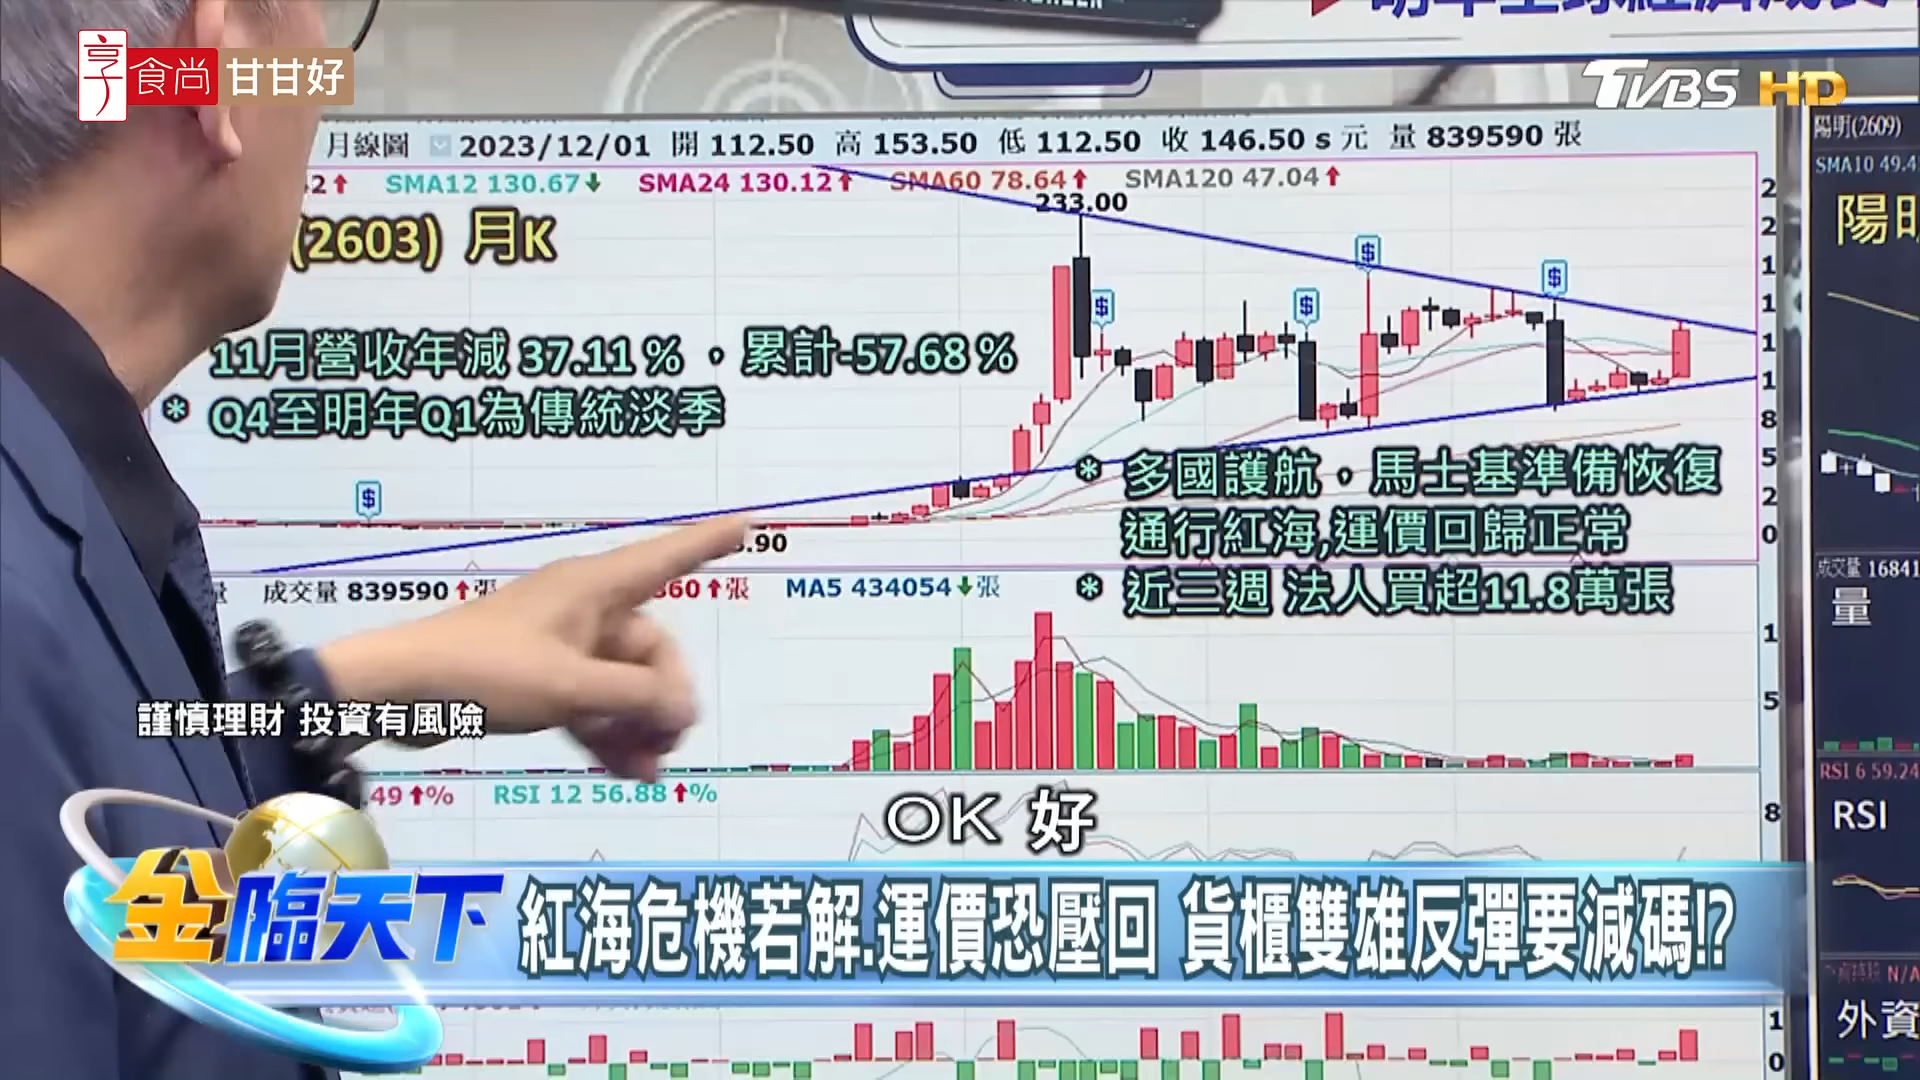 享
食尚
甘甘好
TVBS HD
月線圖 2023/12/01 開 112.50 高 153.50 低 112.50 收 146.50 s 元 量 839590 張
SMA12 130.67↓ SMA24 130.12↑ SMA60 78.64↑ SMA120 47.04↑
233.00
(2603) 月K
11月營收年減 37.11%，累計-57.68%
* Q4至明年Q1為傳統淡季
* 多國護航，馬士基準備恢復
通行紅海,運價回歸正常
* 近三週 法人買超11.8萬張
.90
成交量 839590↑張
MA5 434054↓張
謹慎理財 投資有風險
.49↑%
RSI 12 56.88↑%
OK 好
金臨天下
紅海危機若解.運價恐壓回 貨櫃雙雄反彈要減碼!?
陽明(2609)
SMA10 49.4
陽明
成交量 16841
量
RSI 6 59.24
RSI
N/A
外資